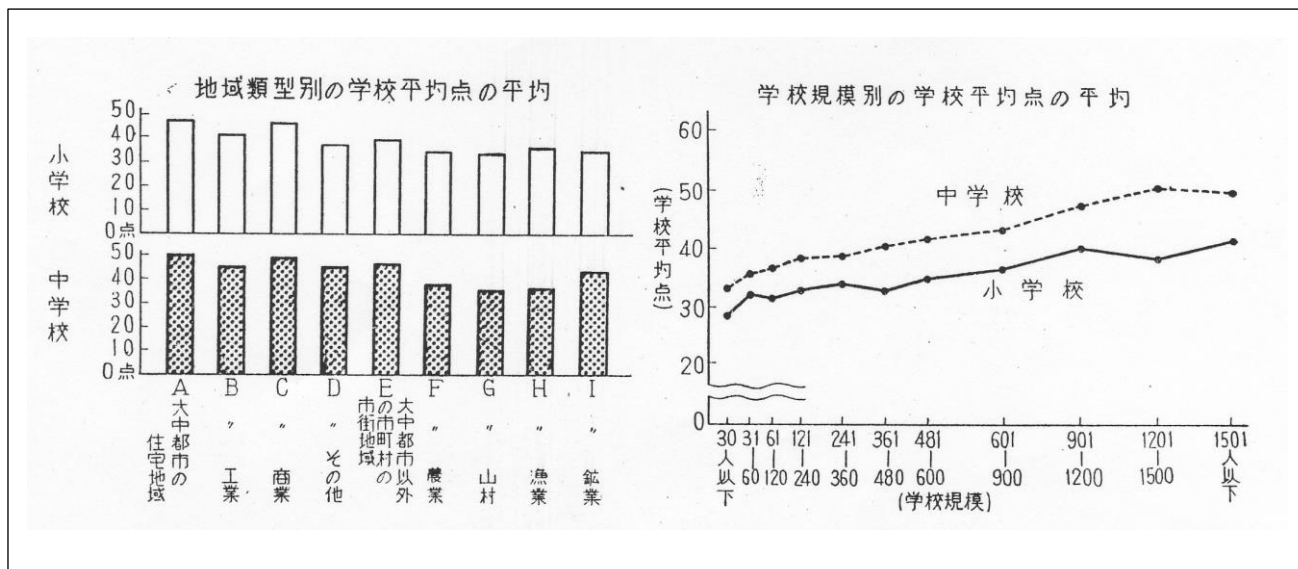 地域類型別の学校平均点の平均
小学校
50
40
30
20
10
0点
中学校
50
40
30
20
10
0点
A
B
C
D
E
F
G
H
I
大中都市の住宅地域
〃 工業
〃 商業
〃 その他
大中都市以外の市町村の市街地域
〃 農業
〃 山村
〃 漁業
〃 鉱業
学校規模別の学校平均点の平均
(学校平均点)
60
50
40
30
20
0
中学校
小学校
30人以下
31|60
61|120
121|240
241|360
361|480
481|600
601|900
901|1200
1201|1500
1501人以下
(学校規模)